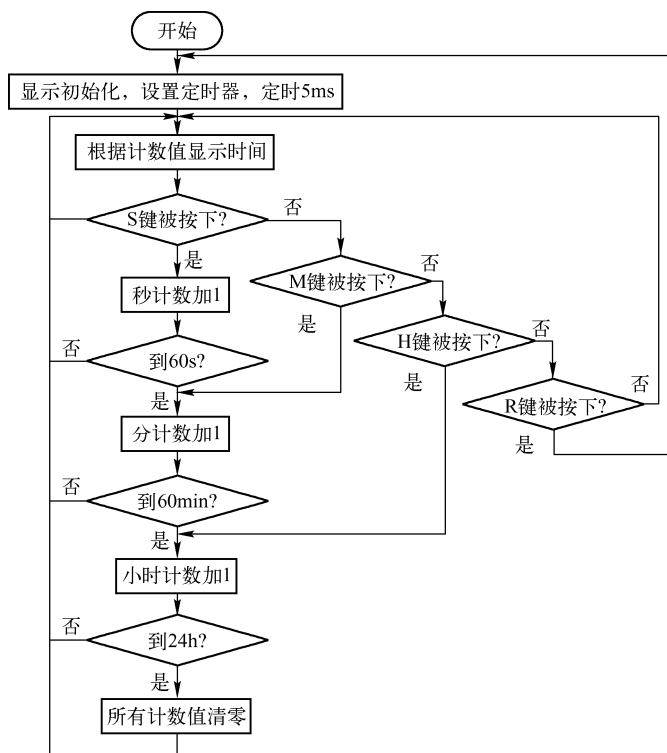 开始
显示初始化，设置定时器，定时5ms
根据计数值显示时间
S键被按下?
否
是
M键被按下?
否
是
秒计数加1
H键被按下?
否
是
到60s?
否
是
R键被按下?
否
是
分计数加1
到60min?
否
是
小时计数加1
到24h?
否
是
所有计数值清零